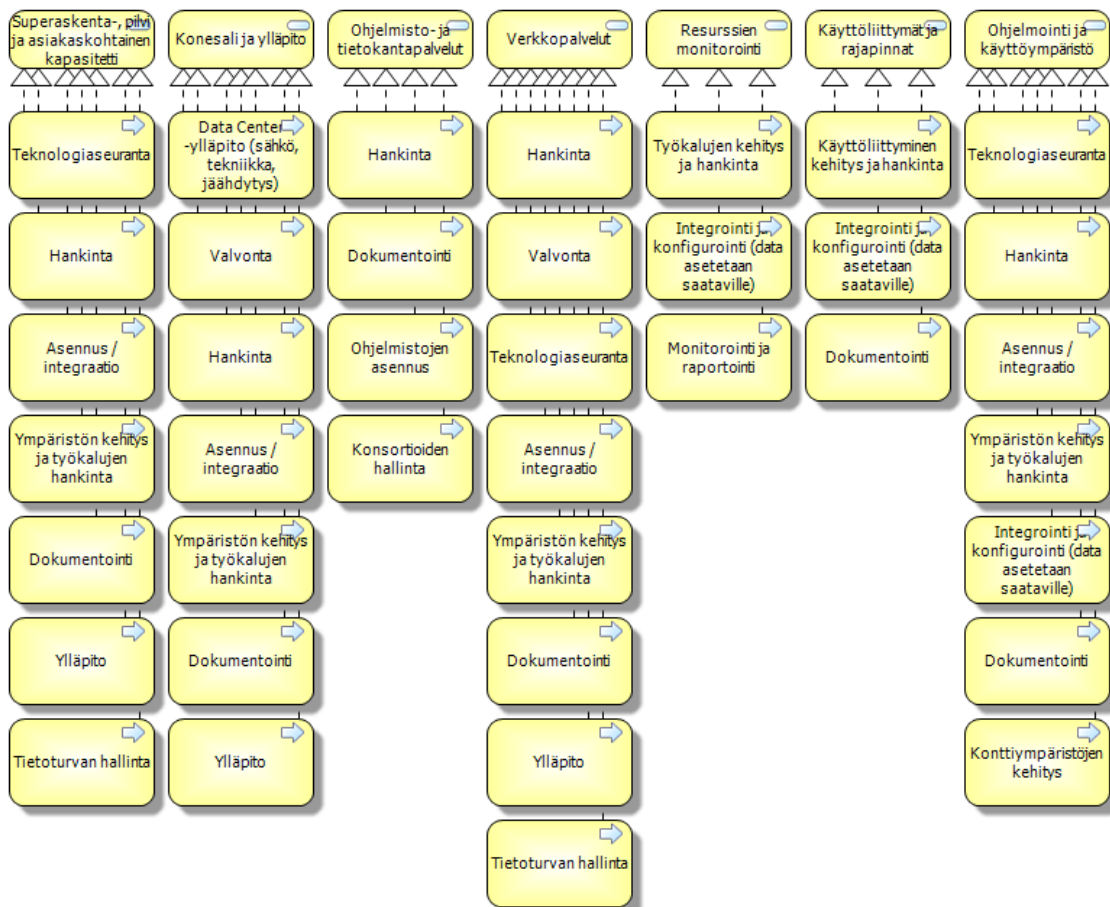 Superaskenta-, pilvi
ja asiakaskohtainen
kapasitetti
Teknologiaseuranta
Hankinta
Asennus /
integraatio
Ympäristön kehitys
ja työkalujen
hankinta
Dokumentointi
Ylläpito
Tietoturvan hallinta
Konesali ja ylläpito
Data Center
-ylläpito (sähkö,
tekniikka,
jäähdytys)
Valvonta
Hankinta
Asennus /
integraatio
Ympäristön kehitys
ja työkalujen
hankinta
Dokumentointi
Ylläpito
Ohjelmisto- ja
tietokantapalvelut
Hankinta
Dokumentointi
Ohjelmistojen
asennus
Konsortioiden
hallinta
Verkkopalvelut
Hankinta
Valvonta
Teknologiaseuranta
Asennus /
integraatio
Ympäristön kehitys
ja työkalujen
hankinta
Dokumentointi
Ylläpito
Tietoturvan hallinta
Resurssien
monitorointi
Työkalujen kehitys
ja hankinta
Integrointi ja
konfigurointi (data
asetetaan
saataville)
Monitorointi ja
raportointi
Käyttöliittymät ja
rajapinnat
Käyttöliittyminen
kehitys ja hankinta
Integrointi ja
konfigurointi (data
asetetaan
saataville)
Dokumentointi
Ohjelmointi ja
käyttöympäristö
Teknologiaseuranta
Hankinta
Asennus /
integraatio
Ympäristön kehitys
ja työkalujen
hankinta
Integrointi ja
konfigurointi (data
asetetaan
saataville)
Dokumentointi
Konttiympäristöjen
kehitys